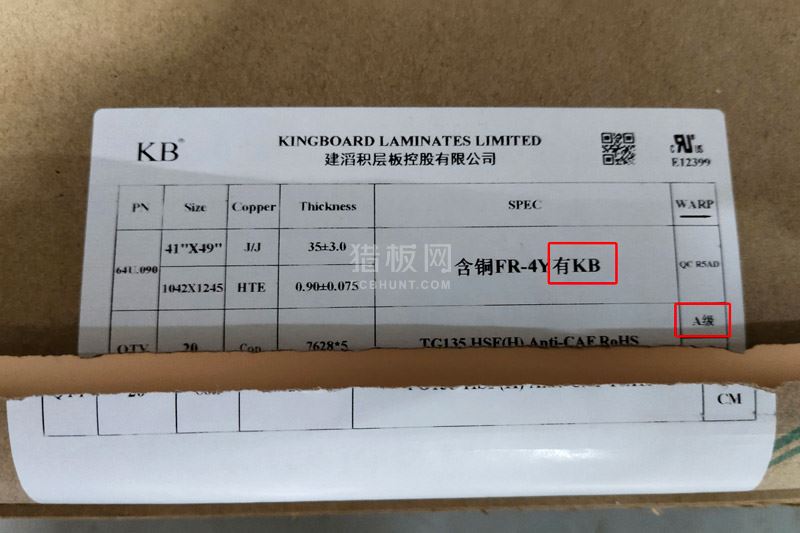 KB®
KINGBOARD LAMINATES LIMITED
建滔积层板控股有限公司
E12399
PN Size Copper Thickness SPEC WARP
64U.090 41"X49" J/J 35±3.0 含铜FR-4Y有KB QC R5AD
1042X1245 HTE 0.90±0.075
猎板网
CBHUNT.COM
A级
QTY 20 Con 7628*5 TG135 HSF(H) Anti-CAF RoHS
CM